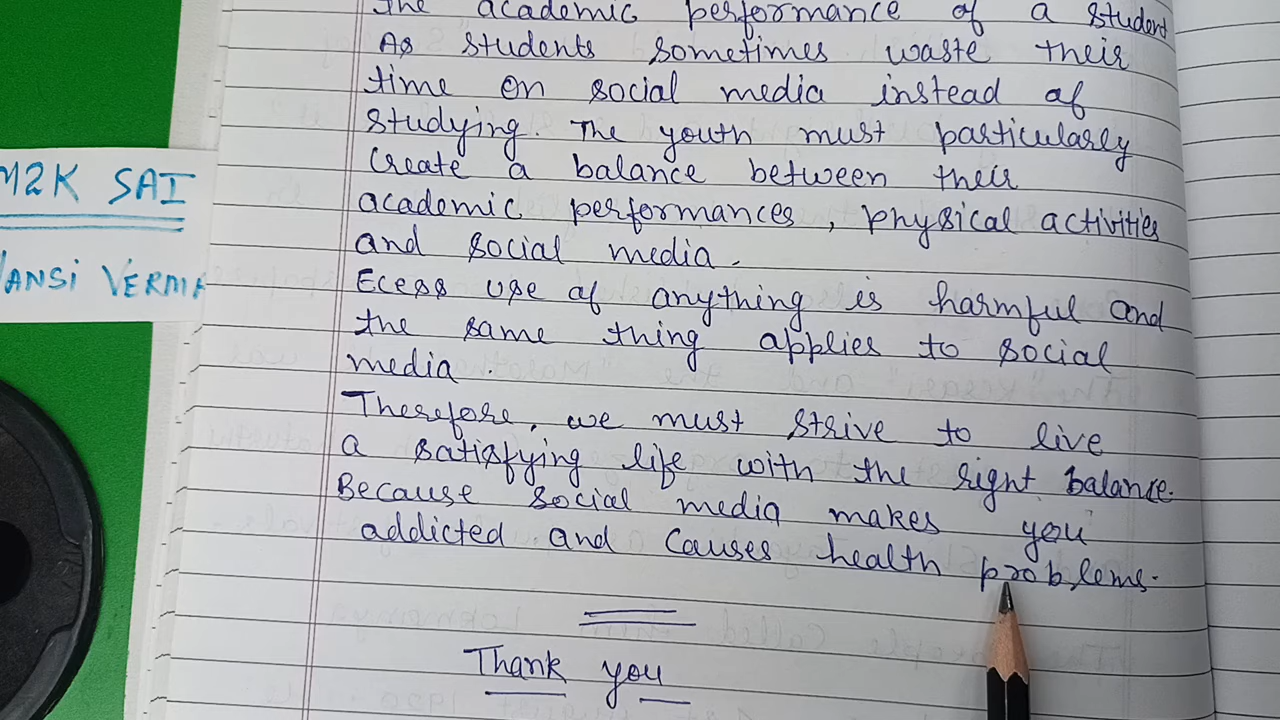 The academic performance of a student
As students sometimes waste their
time on social media instead of
studying. The youth must particularly
create a balance between their
academic performances, physical activities
and social media.
Ecess use of anything is harmful and
the same thing applies to social
media.
Therefore, we must strive to live
a satisfying life with the right balance.
Because social media makes you
addicted and causes health problems.
Thank you
M2K SAI
ANSi VERMA